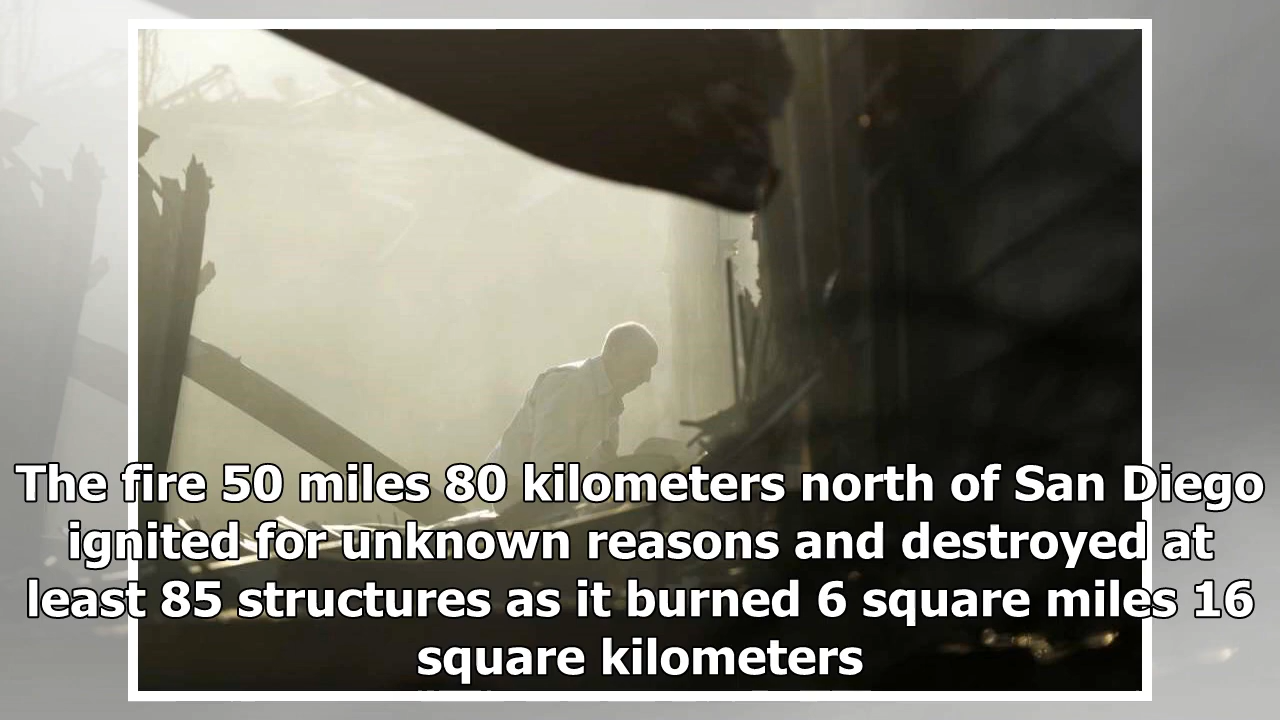 The fire 50 miles 80 kilometers north of San Diego
ignited for unknown reasons and destroyed at
least 85 structures as it burned 6 square miles 16
square kilometers